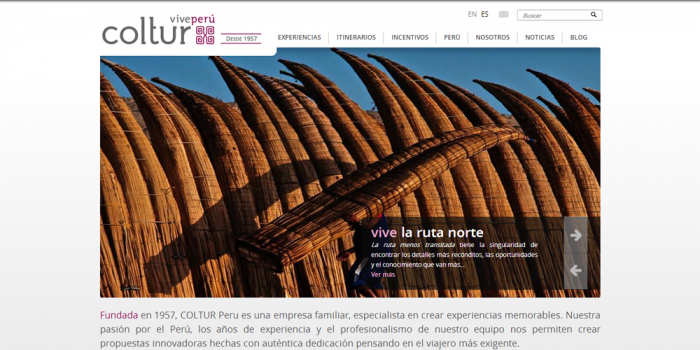 viveperú
coltur
Desde 1957
EN ES
Buscar
EXPERIENCIAS ITINERARIOS INCENTIVOS PERÚ NOSOTROS NOTICIAS BLOG
vive la ruta norte
La ruta menos transitada tiene la singularidad de
encontrar los detalles más recónditos, las oportunidades
y el conocimiento que van más...
Ver más
Fundada en 1957, COLTUR Peru es una empresa familiar, especialista en crear experiencias memorables. Nuestra
pasión por el Perú, los años de experiencia y el profesionalismo de nuestro equipo nos permiten crear
propuestas innovadoras hechas con auténtica dedicación pensando en el viajero más exigente.